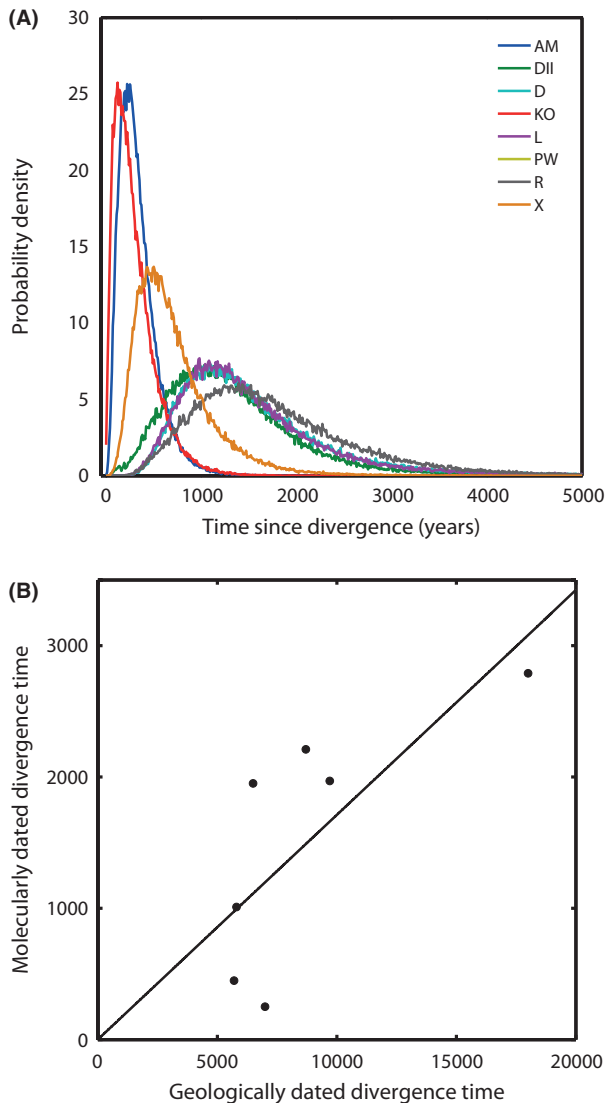 (A)
30
25
20
15
10
5
0
Probability density
AM
DII
D
KO
L
PW
R
X
0 1000 2000 3000 4000 5000
Time since divergence (years)
(B)
3000
2000
1000
0
Molecularly dated divergence time
0 5000 10000 15000 20000
Geologically dated divergence time